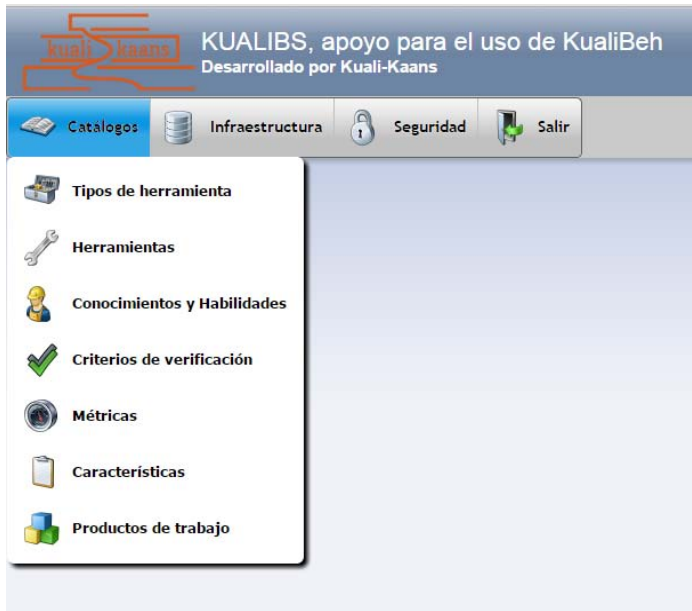 kuali kaans
KUALIBS, apoyo para el uso de KualiBeh
Desarrollado por Kuali-Kaans
Catálogos Infraestructura Seguridad Salir
Tipos de herramienta
Herramientas
Conocimientos y Habilidades
Criterios de verificación
Métricas
Características
Productos de trabajo